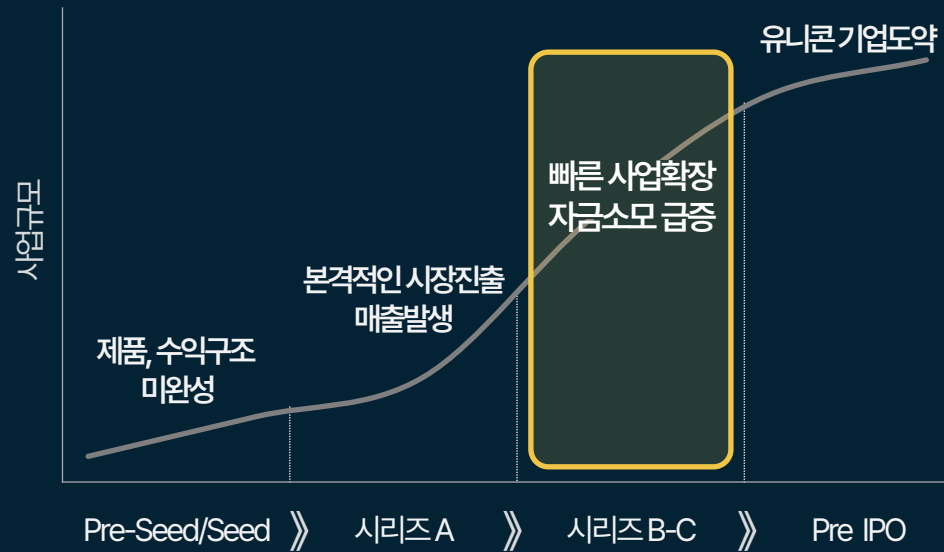 유니콘 기업도약
빠른 사업확장
자금소모 급증
사업규모
본격적인 시장진출
매출발생
제품, 수익구조
미완성
Pre-Seed/Seed 》 시리즈 A 》 시리즈 B-C 》 Pre IPO